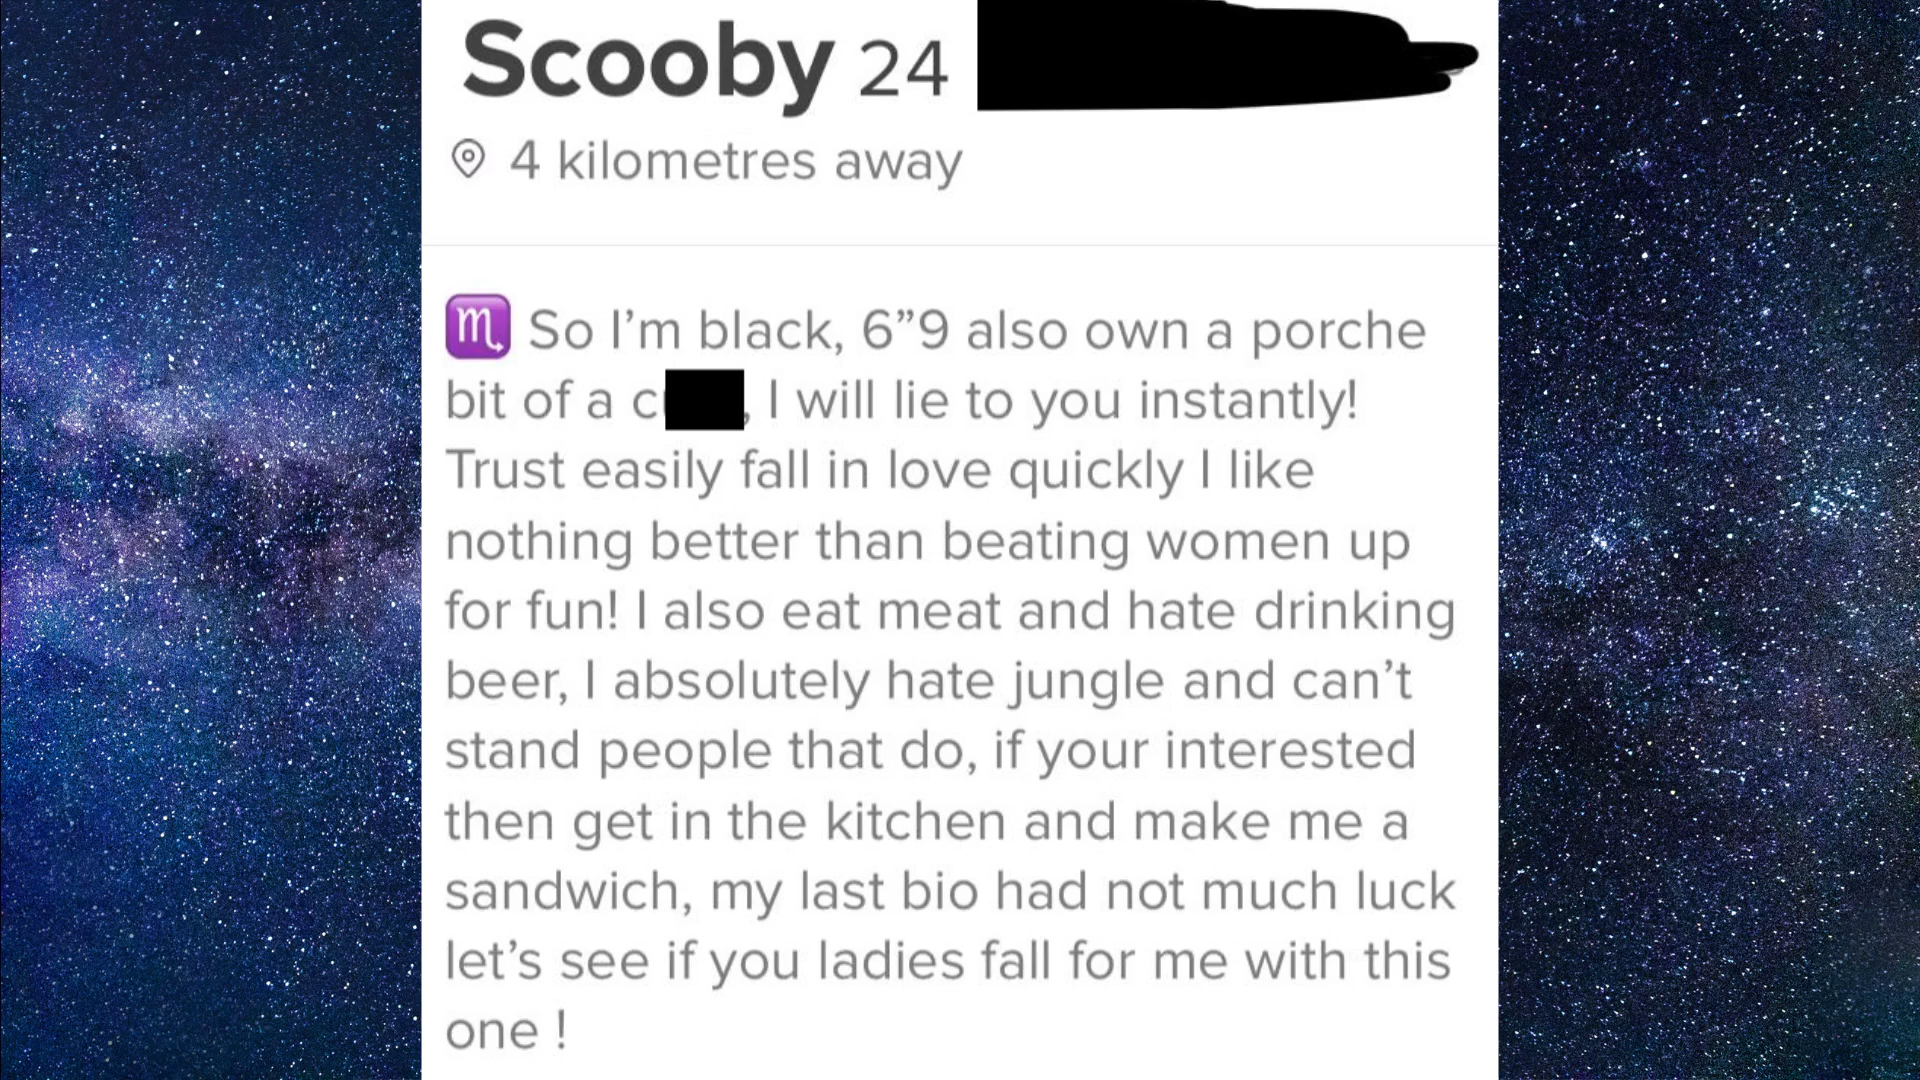 Scooby 24
4 kilometres away
♏ So I’m black, 6”9 also own a porche
bit of a c, I will lie to you instantly!
Trust easily fall in love quickly I like
nothing better than beating women up
for fun! I also eat meat and hate drinking
beer, I absolutely hate jungle and can’t
stand people that do, if your interested
then get in the kitchen and make me a
sandwich, my last bio had not much luck
let’s see if you ladies fall for me with this
one !